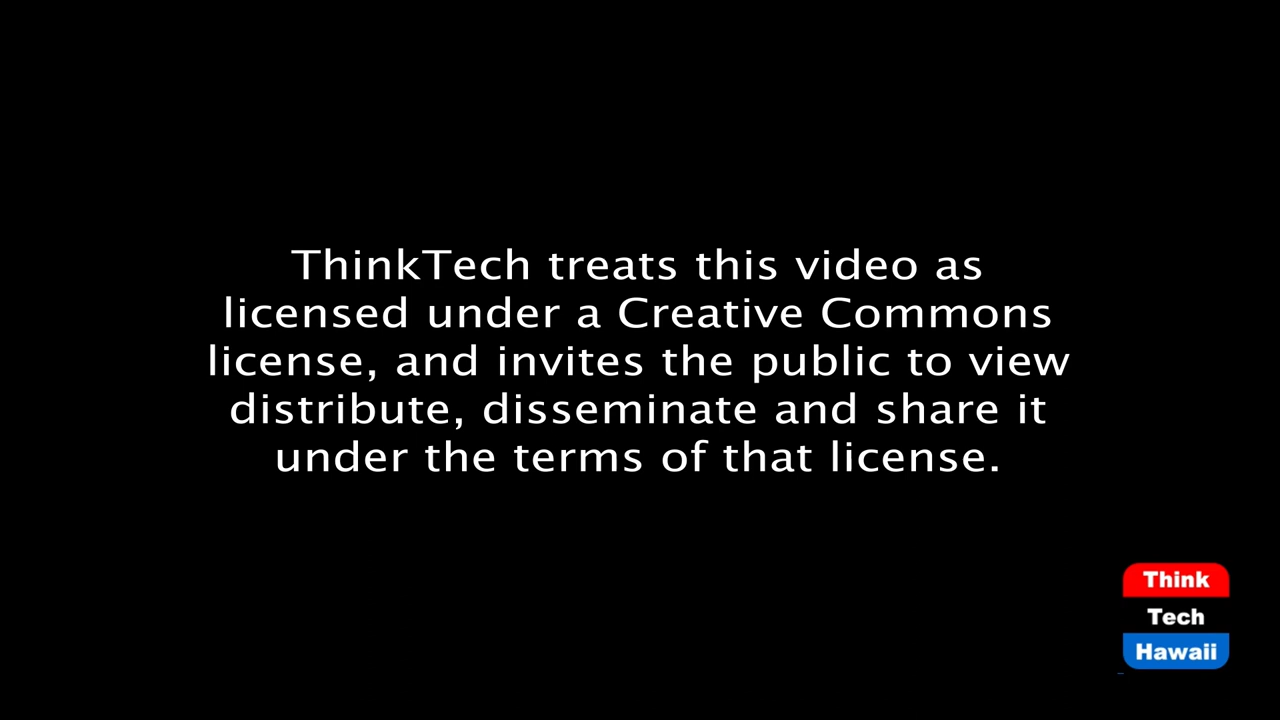 ThinkTech treats this video as
licensed under a Creative Commons
license, and invites the public to view
distribute, disseminate and share it
under the terms of that license.
Think
Tech
Hawaii